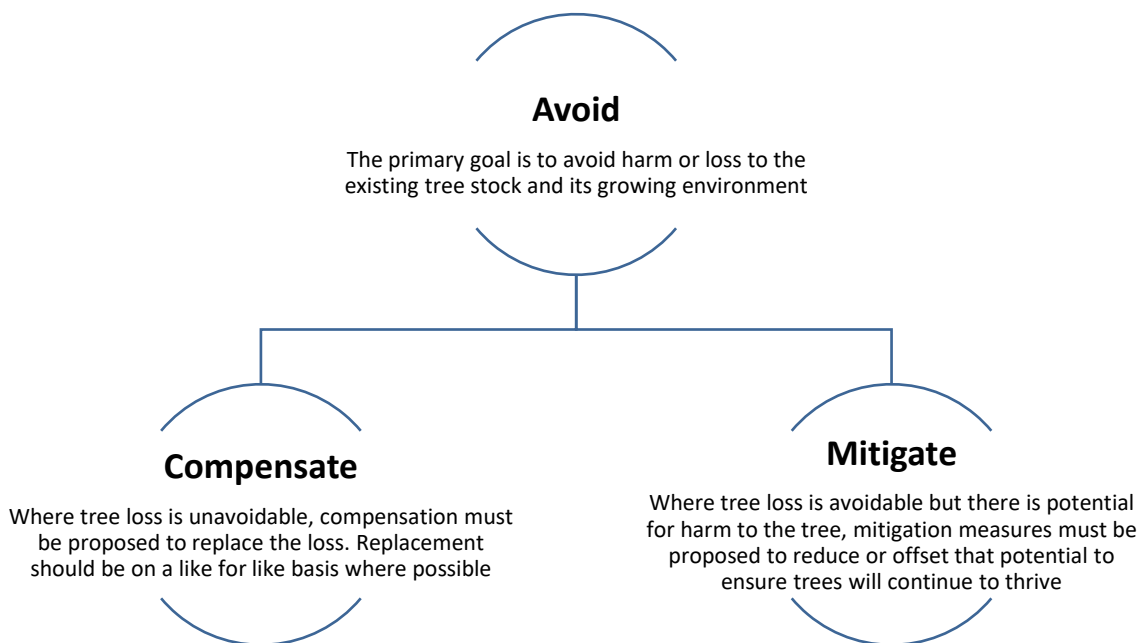 Avoid
The primary goal is to avoid harm or loss to the
existing tree stock and its growing environment
Compensate
Where tree loss is unavoidable, compensation must
be proposed to replace the loss. Replacement
should be on a like for like basis where possible
Mitigate
Where tree loss is avoidable but there is potential
for harm to the tree, mitigation measures must be
proposed to reduce or offset that potential to
ensure trees will continue to thrive